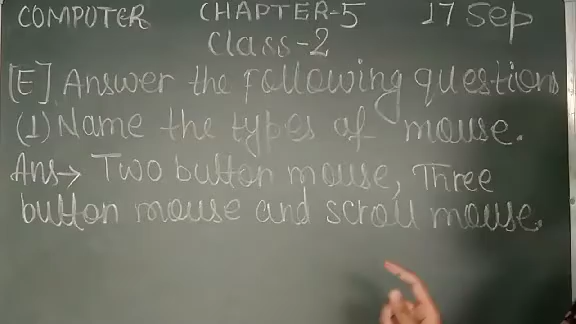 COMPUTER CHAPTER-5 17 Sep
Class-2
[E] Answer the following questions
(1) Name the types of mouse.
Ans→ Two button mouse, Three
button mouse and scroll mouse.